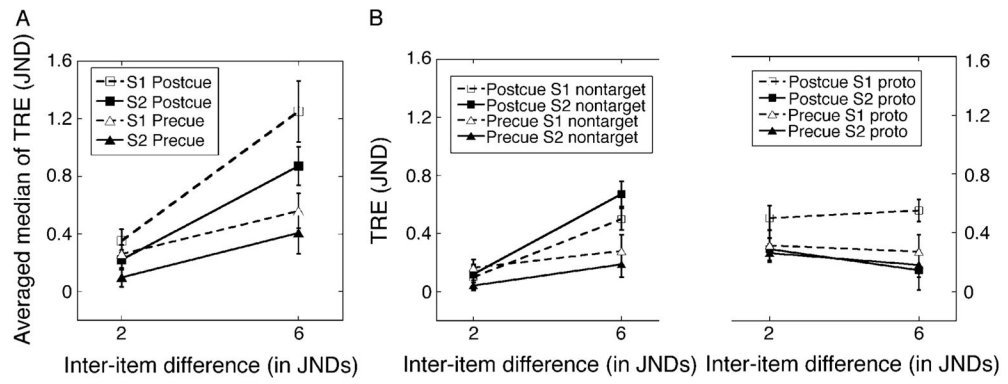 A
Averaged median of TRE (JND)
1.6
1.2
0.8
0.4
0
S1 Postcue
S2 Postcue
S1 Precue
S2 Precue
2
6
Inter-item difference (in JNDs)
B
TRE (JND)
1.6
1.2
0.8
0.4
0
Postcue S1 nontarget
Postcue S2 nontarget
Precue S1 nontarget
Precue S2 nontarget
2
6
Inter-item difference (in JNDs)
Postcue S1 proto
Postcue S2 proto
Precue S1 proto
Precue S2 proto
1.6
1.2
0.8
0.4
0
2
6
Inter-item difference (in JNDs)